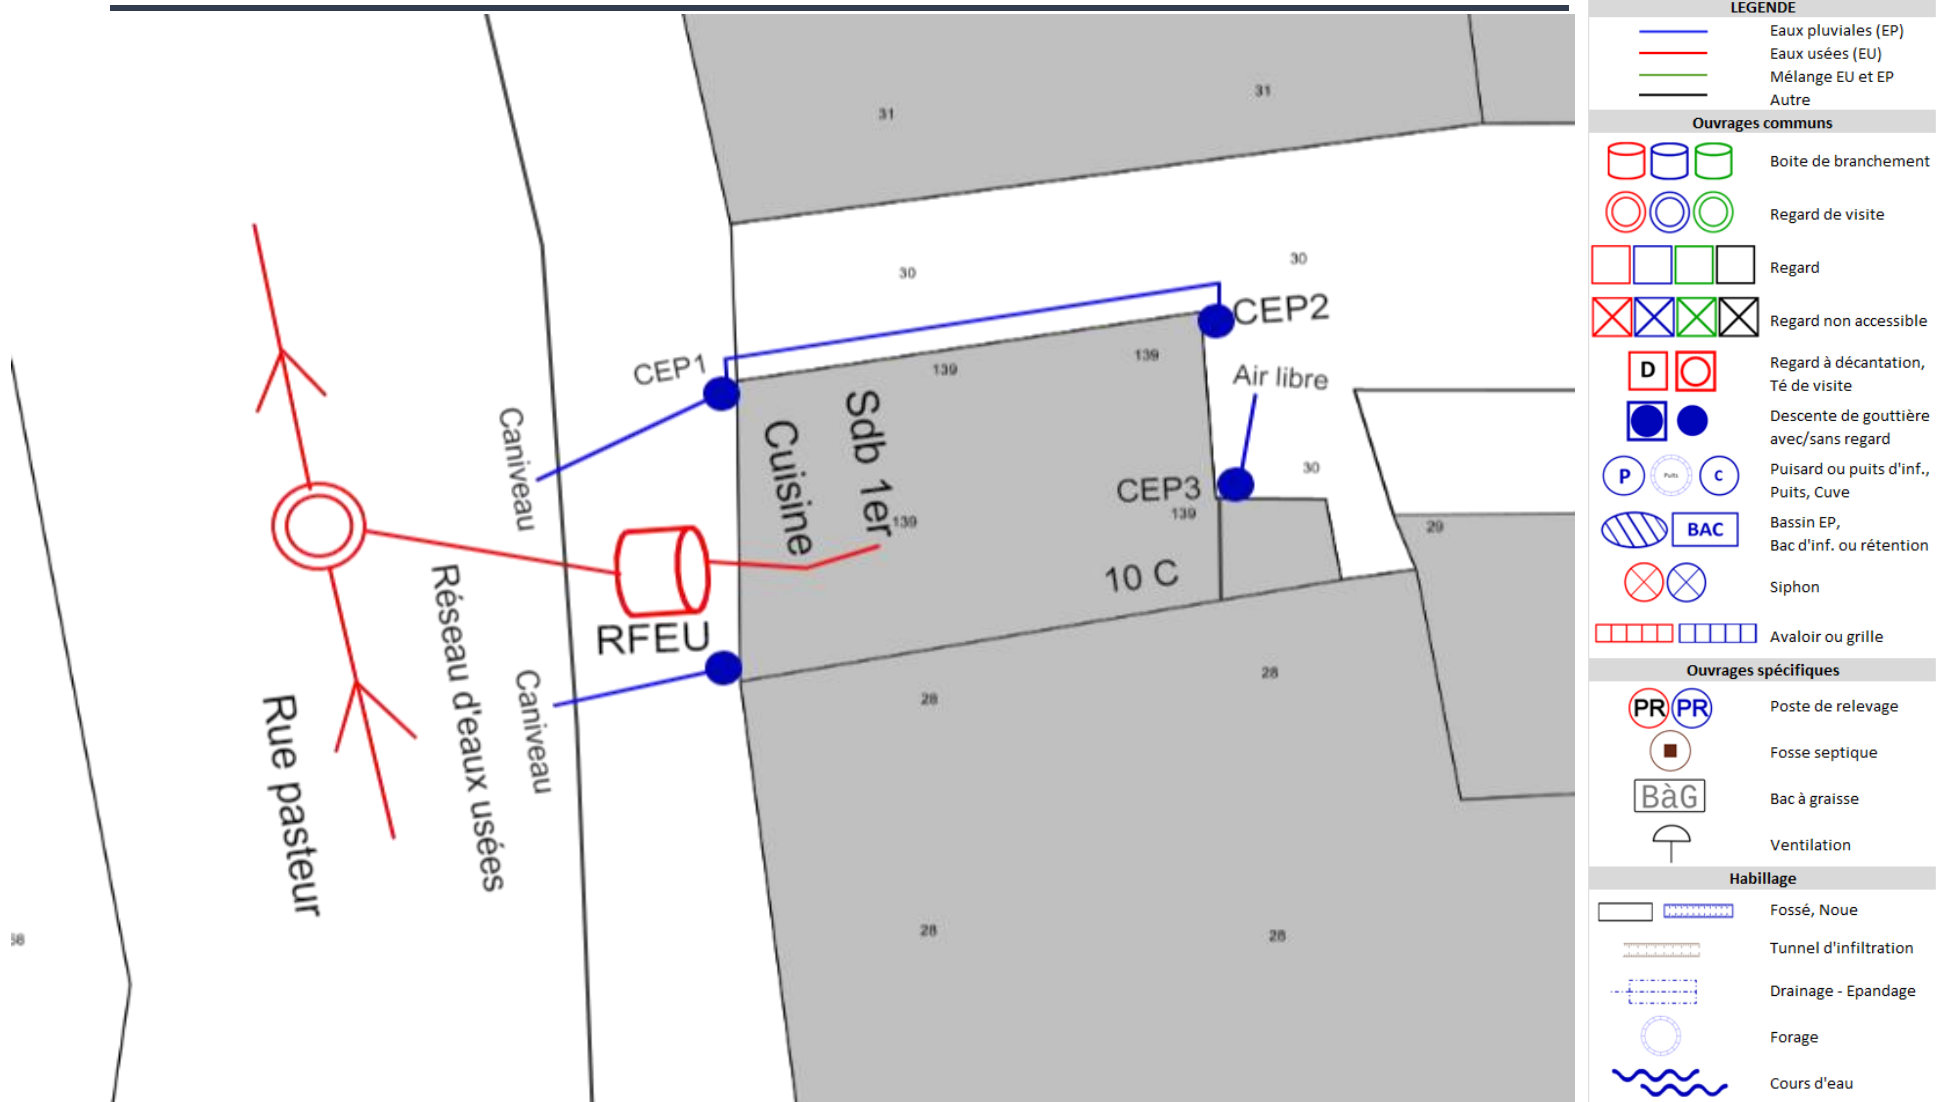 31
31
30
30
CEP2
139
139
CEP1
Air libre
Caniveau
Sdb 1er
Cuisine
30
CEP3
139
139
29
10 C
RFEU
Réseau d'eaux usées
Caniveau
Rue pasteur
28
28
28
28
LEGENDE
Eaux pluviales (EP)
Eaux usées (EU)
Mélange EU et EP
Autre
Ouvrages communs
Boite de branchement
Regard de visite
Regard
Regard non accessible
D
Regard à décantation,
Té de visite
Descente de gouttière
avec/sans regard
P
Puits
C
Puisard ou puits d'inf.,
Puits, Cuve
BAC
Bassin EP,
Bac d'inf. ou rétention
Siphon
Avaloir ou grille
Ouvrages spécifiques
PR
PR
Poste de relevage
Fosse septique
BàG
Bac à graisse
Ventilation
Habillage
Fossé, Noue
Tunnel d'infiltration
Drainage - Epandage
Forage
Cours d'eau